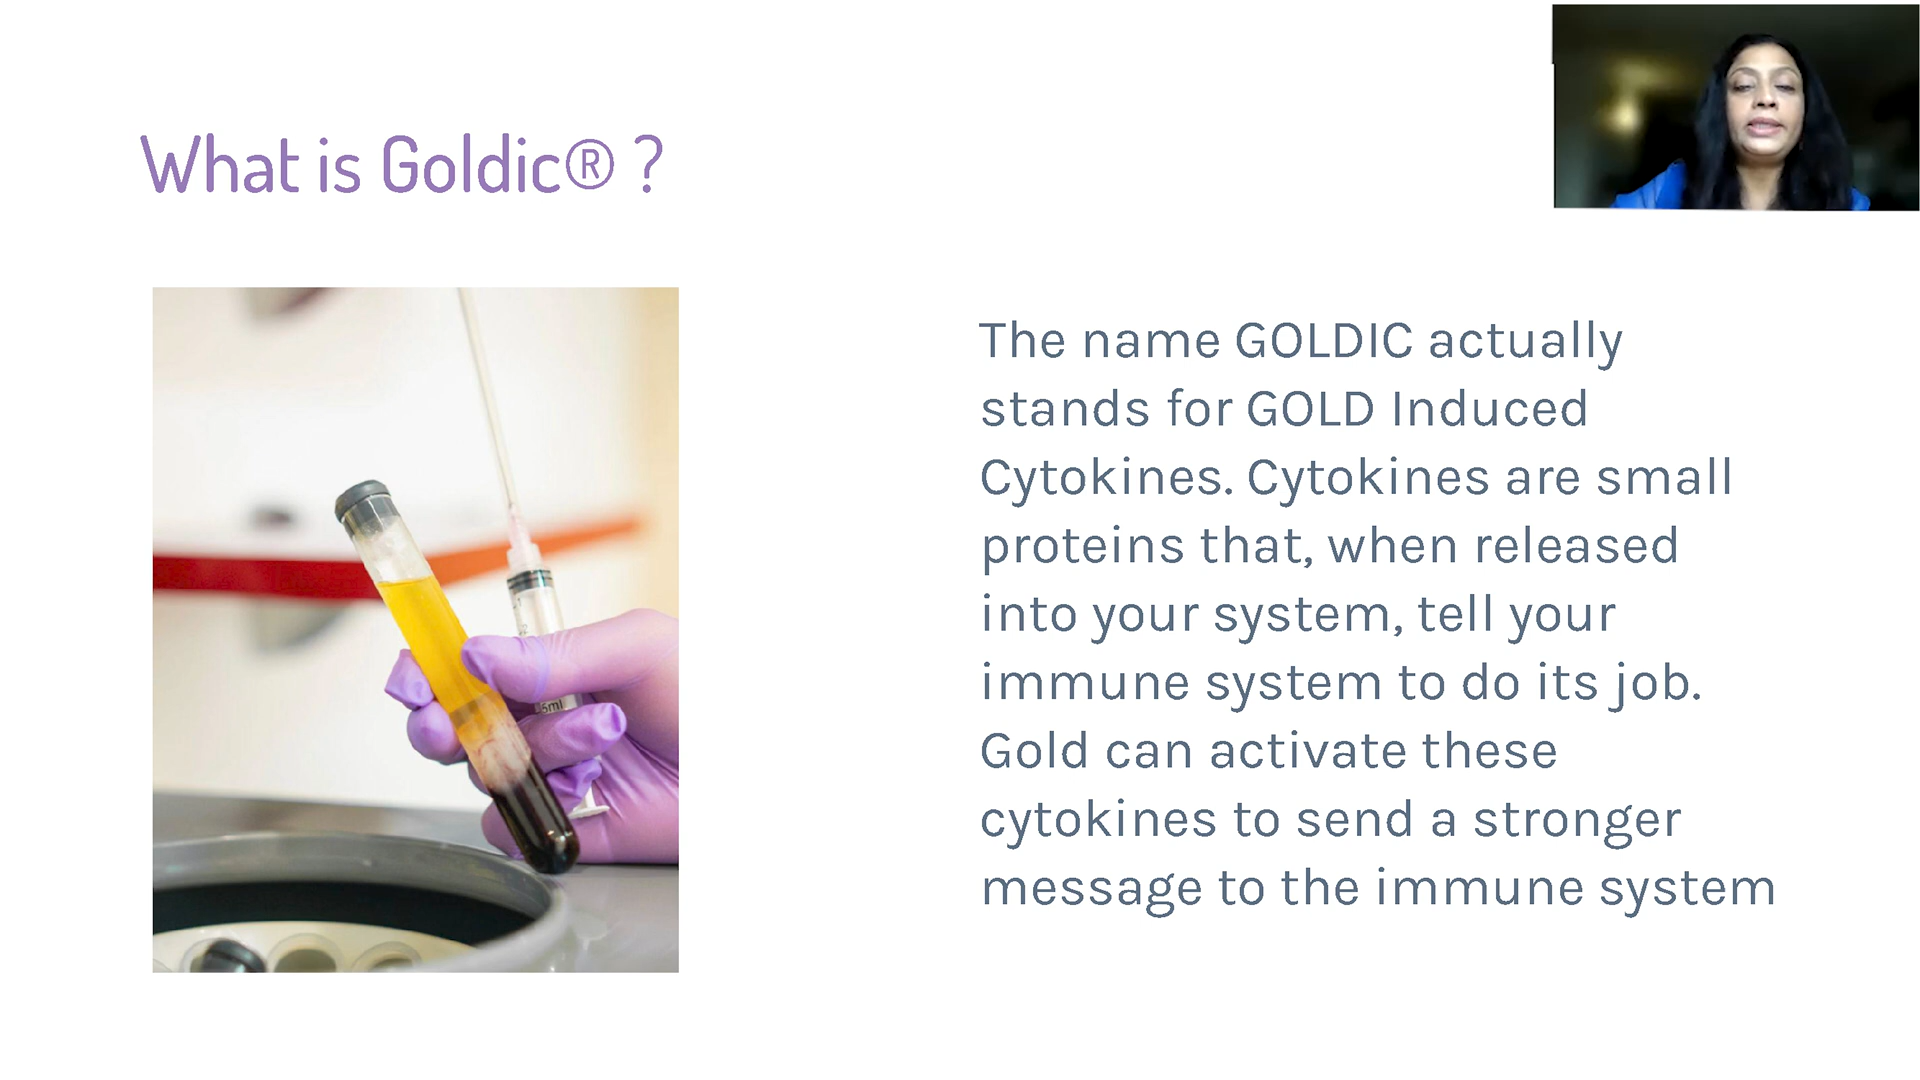 What is Goldic® ?
The name GOLDIC actually
stands for GOLD Induced
Cytokines. Cytokines are small
proteins that, when released
into your system, tell your
immune system to do its job.
Gold can activate these
cytokines to send a stronger
message to the immune system
5ml